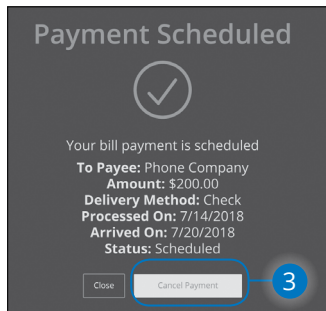 Payment Scheduled
Your bill payment is scheduled
To Payee: Phone Company
Amount: $200.00
Delivery Method: Check
Processed On: 7/14/2018
Arrived On: 7/20/2018
Status: Scheduled
Close Cancel Payment 3